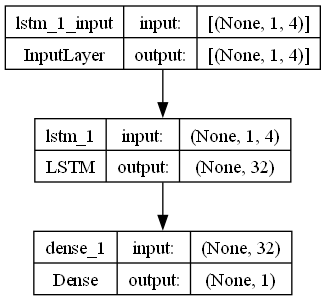 lstm_1_input input: [(None, 1, 4)]
InputLayer output: [(None, 1, 4)]
lstm_1 input: (None, 1, 4)
LSTM output: (None, 32)
dense_1 input: (None, 32)
Dense output: (None, 1)